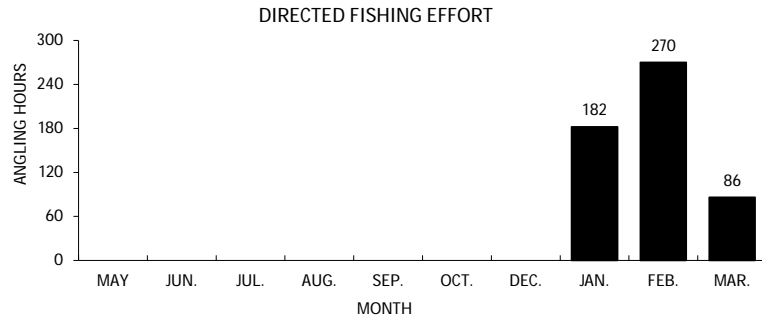 DIRECTED FISHING EFFORT
300
240
180
120
60
0
ANGLING HOURS
182
270
86
MAY JUN. JUL. AUG. SEP. OCT. DEC. JAN. FEB. MAR.
MONTH